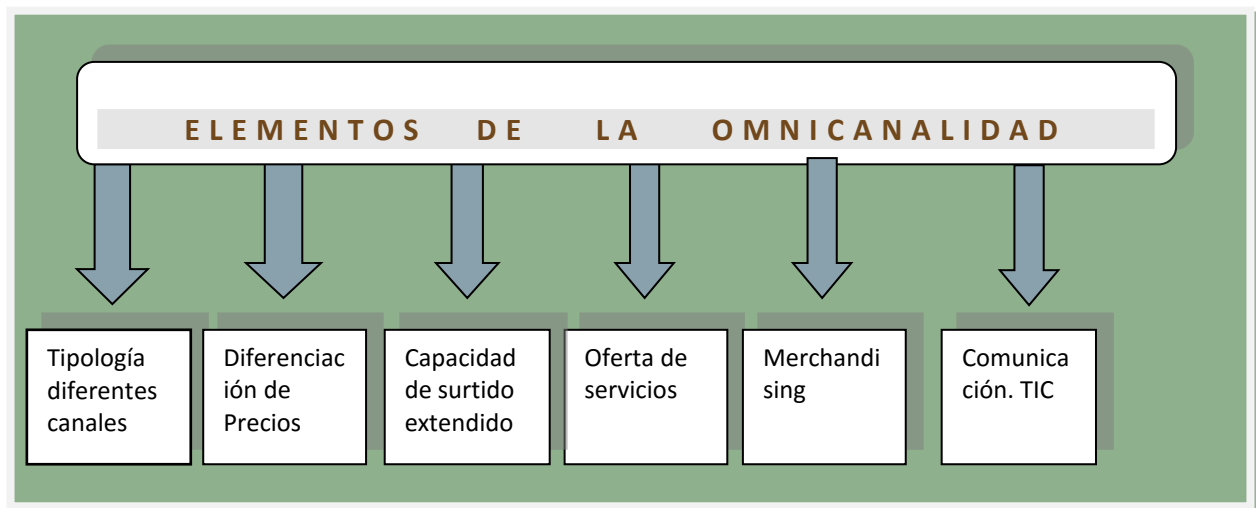 ELEMENTOS DE LA OMNICANALIDAD
Tipología
diferentes
canales
Diferenciac
ión de
Precios
Capacidad
de surtido
extendido
Oferta de
servicios
Merchandi
sing
Comunica
ción. TIC